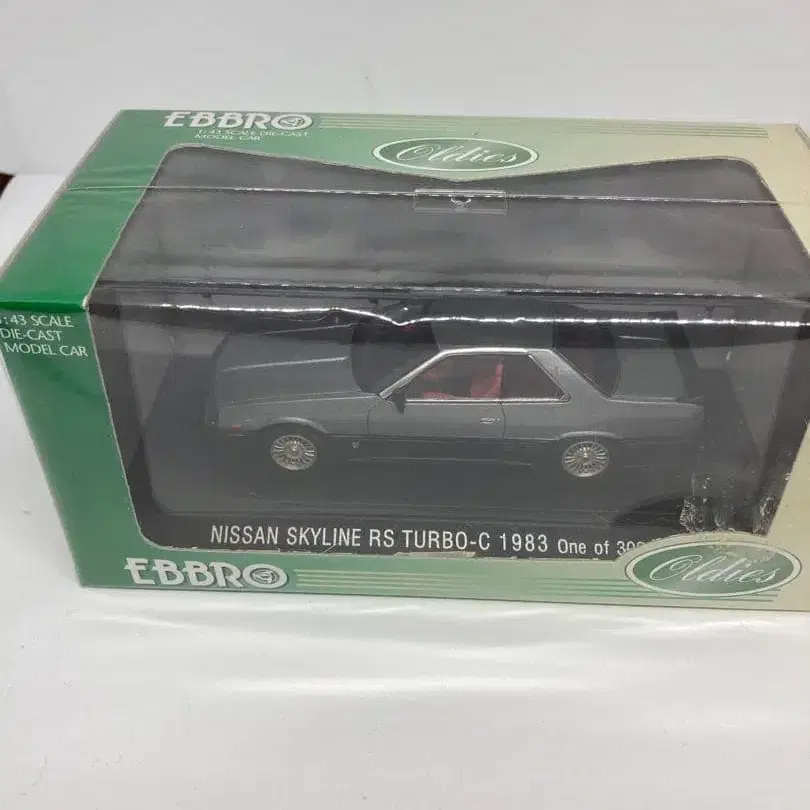 EBBRO
1:43 SCALE DIE-CAST
MODEL CAR
Oldies
1:43 SCALE
DIE-CAST
MODEL CAR
NISSAN SKYLINE RS TURBO-C 1983 One of
EBBRO
Oldies